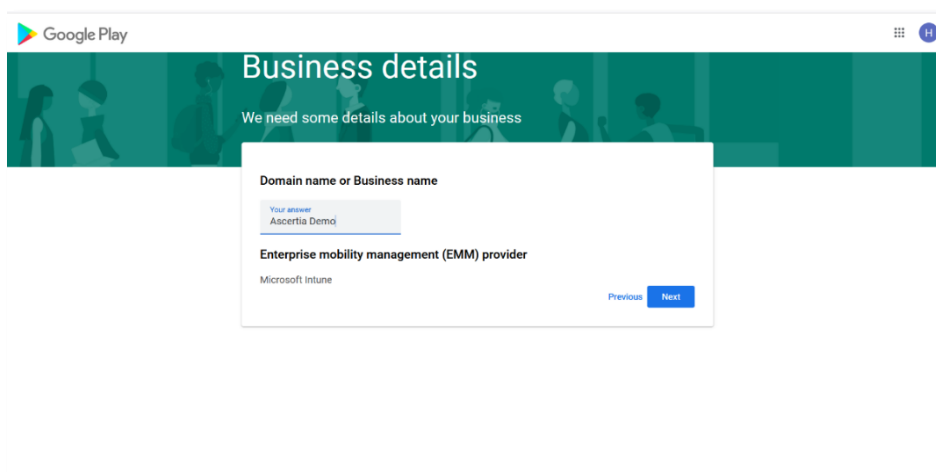 Google Play
H
Business details
We need some details about your business
Domain name or Business name
Your answer
Ascertia Demo
Enterprise mobility management (EMM) provider
Microsoft Intune
Previous Next